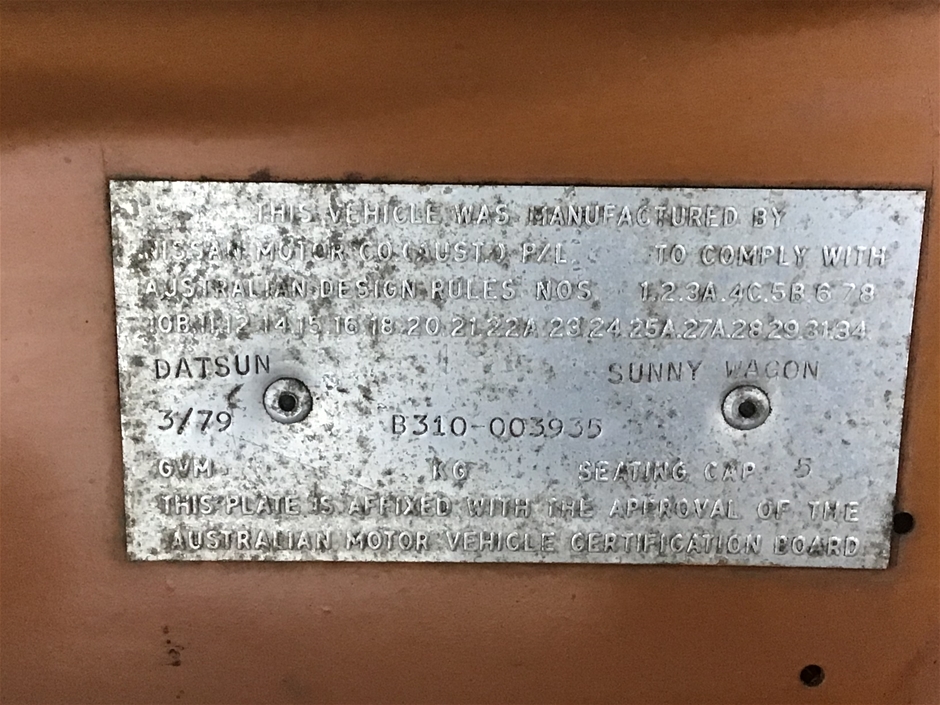 THIS VEHICLE WAS MANUFACTURED BY
NISSAN MOTOR CO.(AUST.) P/L. TO COMPLY WITH
AUSTRALIAN DESIGN RULES NOS 1.2.3A.4C.5B.6 7 8
10B.11.12.14.15.16.18.20.21.22A.23.24.25A.27A.28.29.31.34
DATSUN SUNNY WAGON
3/79 B310-003935
GVM KG SEATING CAP 5
THIS PLATE IS AFFIXED WITH THE APPROVAL OF THE
AUSTRALIAN MOTOR VEHICLE CERTIFICATION BOARD